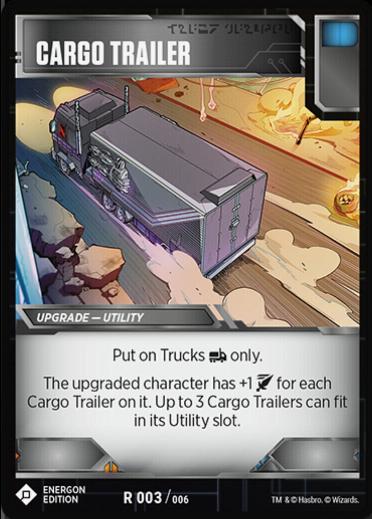 CARGO TRAILER
UPGRADE — UTILITY
Put on Trucks only.
The upgraded character has +1 for each
Cargo Trailer on it. Up to 3 Cargo Trailers can fit
in its Utility slot.
ENERGON
EDITION
R 003/006
TM & © Hasbro. © Wizards.